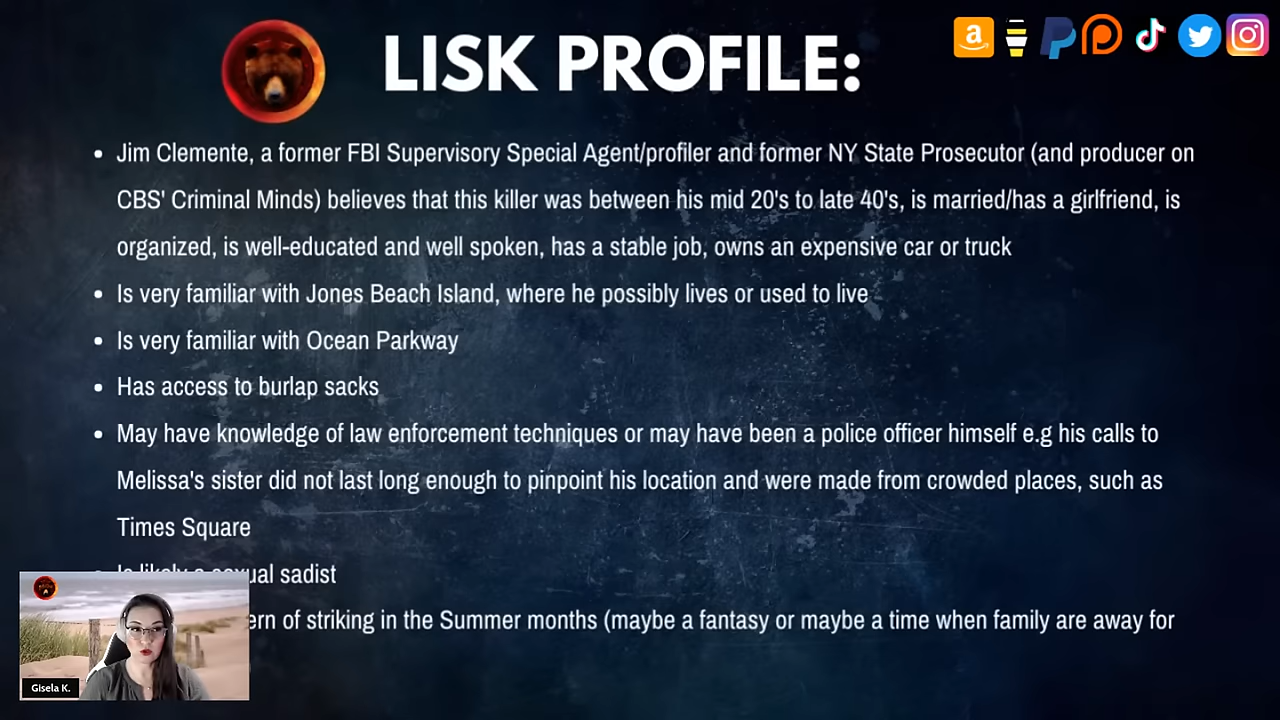 LISK PROFILE:
• Jim Clemente, a former FBI Supervisory Special Agent/profiler and former NY State Prosecutor (and producer on
CBS' Criminal Minds) believes that this killer was between his mid 20's to late 40's, is married/has a girlfriend, is
organized, is well-educated and well spoken, has a stable job, owns an expensive car or truck
• Is very familiar with Jones Beach Island, where he possibly lives or used to live
• Is very familiar with Ocean Parkway
• Has access to burlap sacks
• May have knowledge of law enforcement techniques or may have been a police officer himself e.g his calls to
Melissa's sister did not last long enough to pinpoint his location and were made from crowded places, such as
Times Square
• Is likely a sexual sadist
of striking in the Summer months (maybe a fantasy or maybe a time when family are away for
Gisela K.